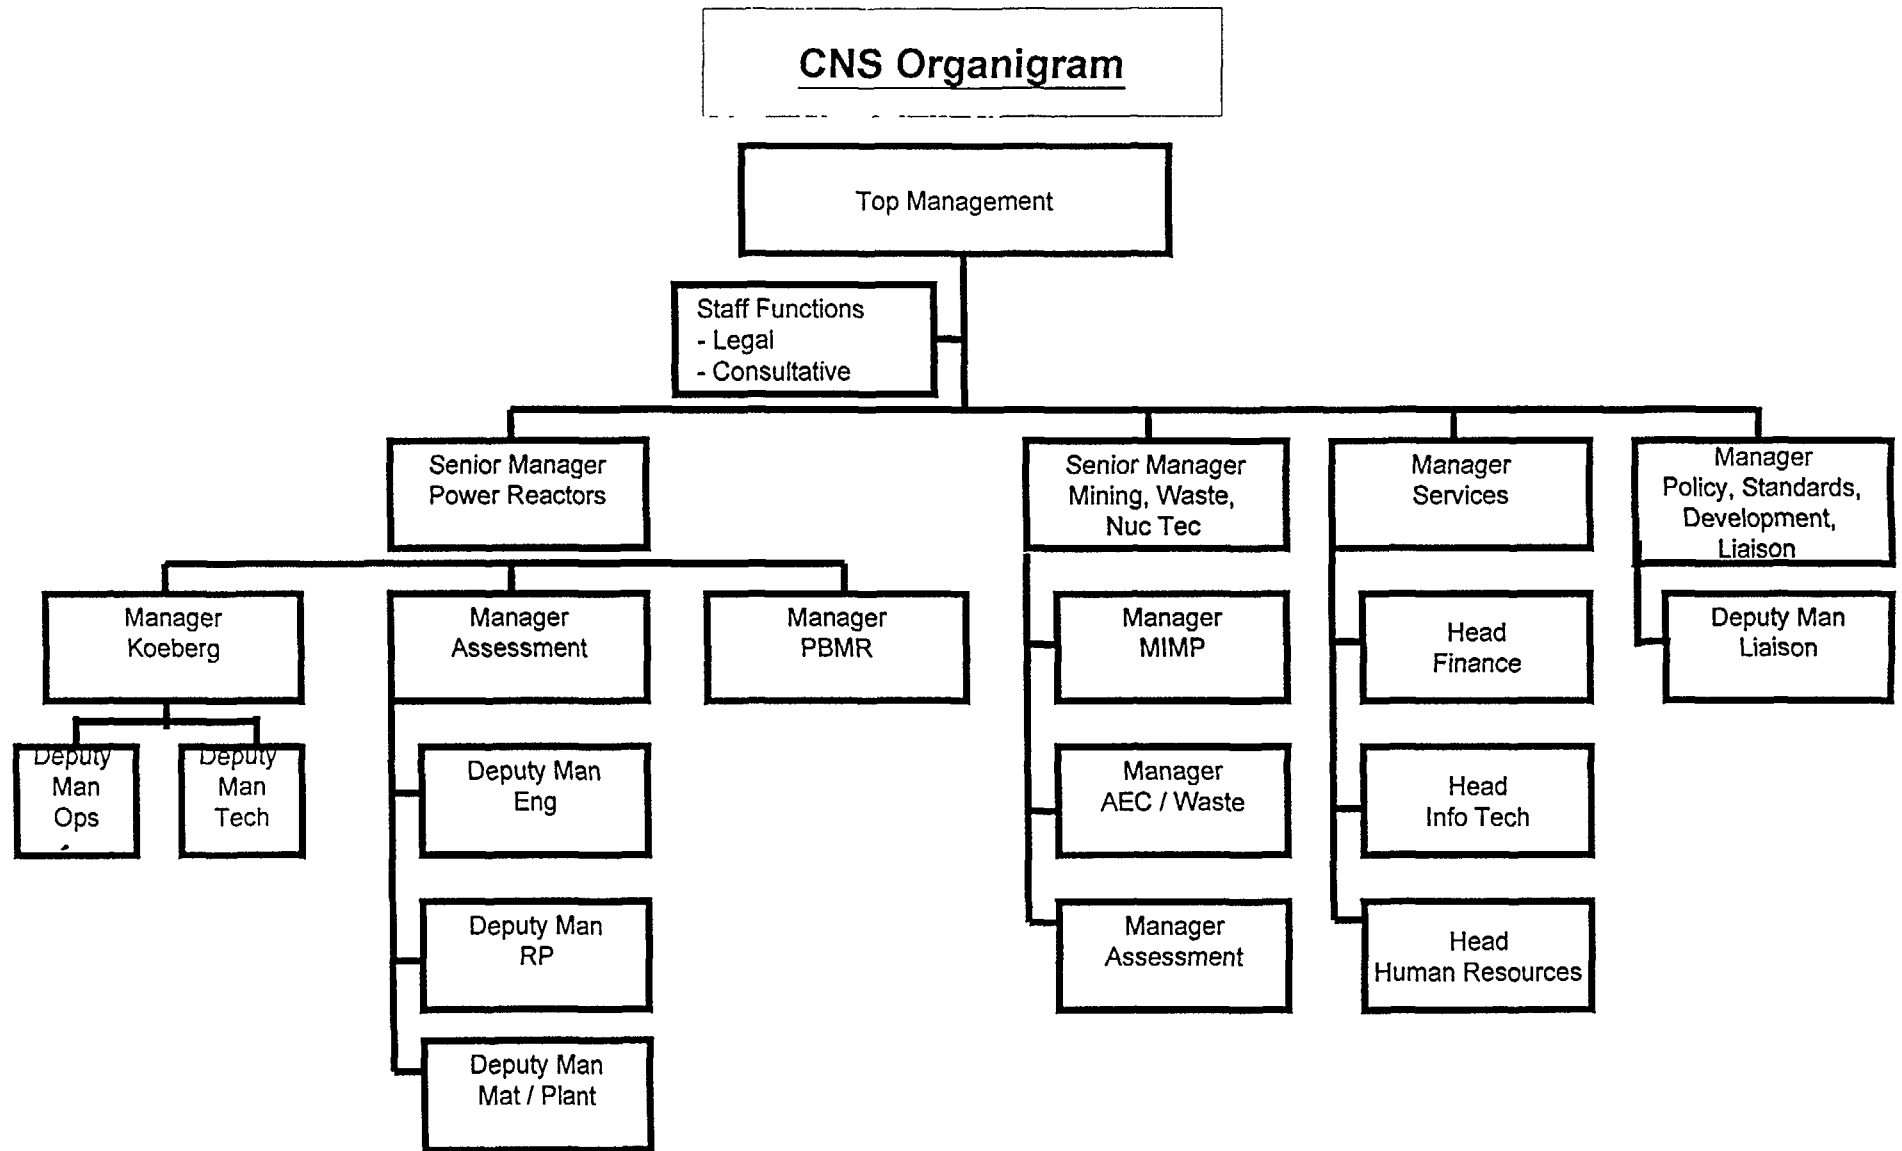 CNS Organigram
Top Management
Staff Functions
- Legal
- Consultative
Senior Manager
Power Reactors
Senior Manager
Mining, Waste,
Nuc Tec
Manager
Services
Manager
Policy, Standards,
Development,
Liaison
Manager
Koeberg
Manager
Assessment
Manager
PBMR
Manager
MIMP
Head
Finance
Deputy Man
Liaison
Deputy
Man
Ops
Deputy
Man
Tech
Deputy Man
Eng
Manager
AEC / Waste
Head
Info Tech
Deputy Man
RP
Manager
Assessment
Head
Human Resources
Deputy Man
Mat / Plant